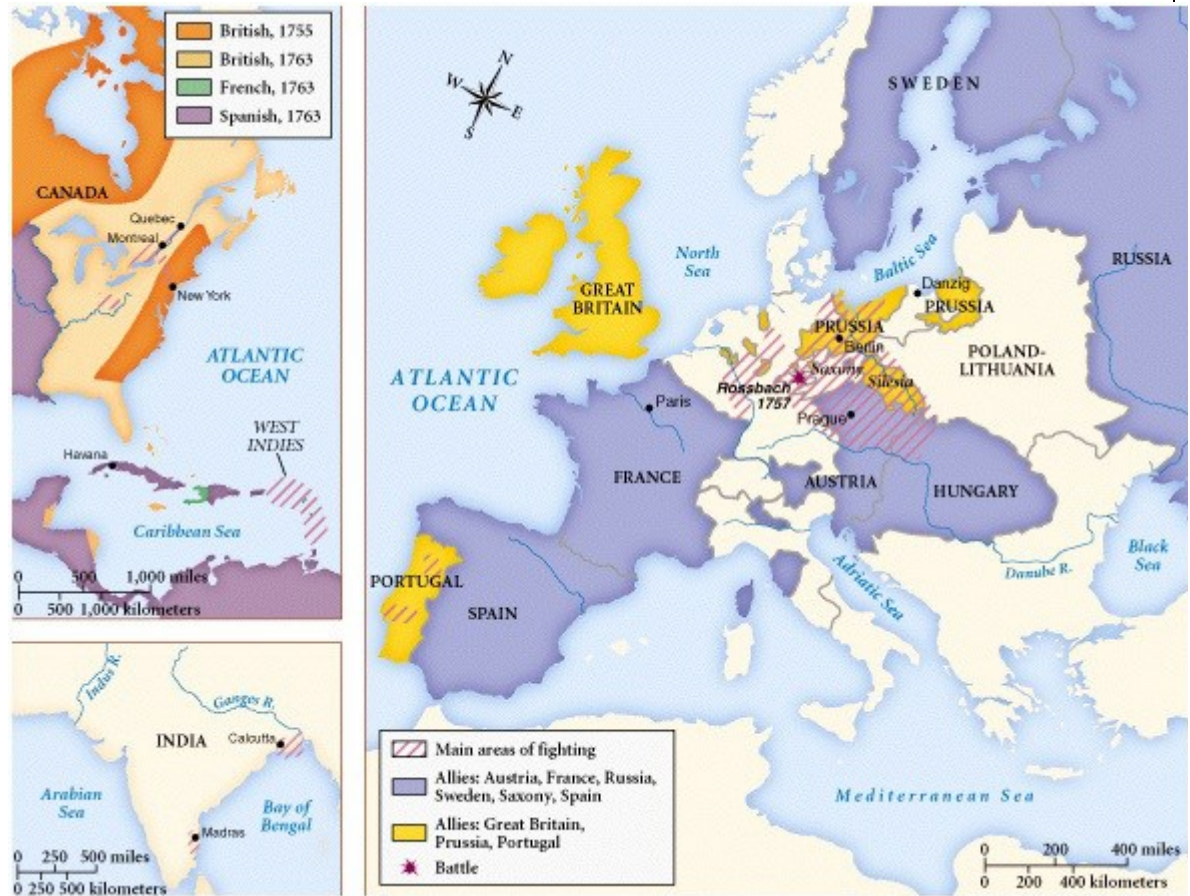 British, 1755
British, 1763
French, 1763
Spanish, 1763
CANADA
Quebec
Montreal
New York
ATLANTIC
OCEAN
WEST
INDIES
Havana
Caribbean Sea
0 500 1,000 miles
0 500 1,000 kilometers
Indus R.
Ganges R.
INDIA
Calcutta
Arabian
Sea
Bay of
Bengal
Madras
0 250 500 miles
0 250 500 kilometers
N
W
E
S
SWEDEN
North
Sea
Baltic Sea
RUSSIA
GREAT
BRITAIN
Danzig
PRUSSIA
PRUSSIA
Berlin
POLAND-
LITHUANIA
ATLANTIC
OCEAN
Saxony
Silesia
Rossbach
1757
Paris
Prague
FRANCE
AUSTRIA
HUNGARY
Black
Sea
Danube R.
Adriatic Sea
PORTUGAL
SPAIN
Main areas of fighting
Allies: Austria, France, Russia,
Sweden, Saxony, Spain
Allies: Great Britain,
Prussia, Portugal
Battle
Mediterranean Sea
0 200 400 miles
0 200 400 kilometers